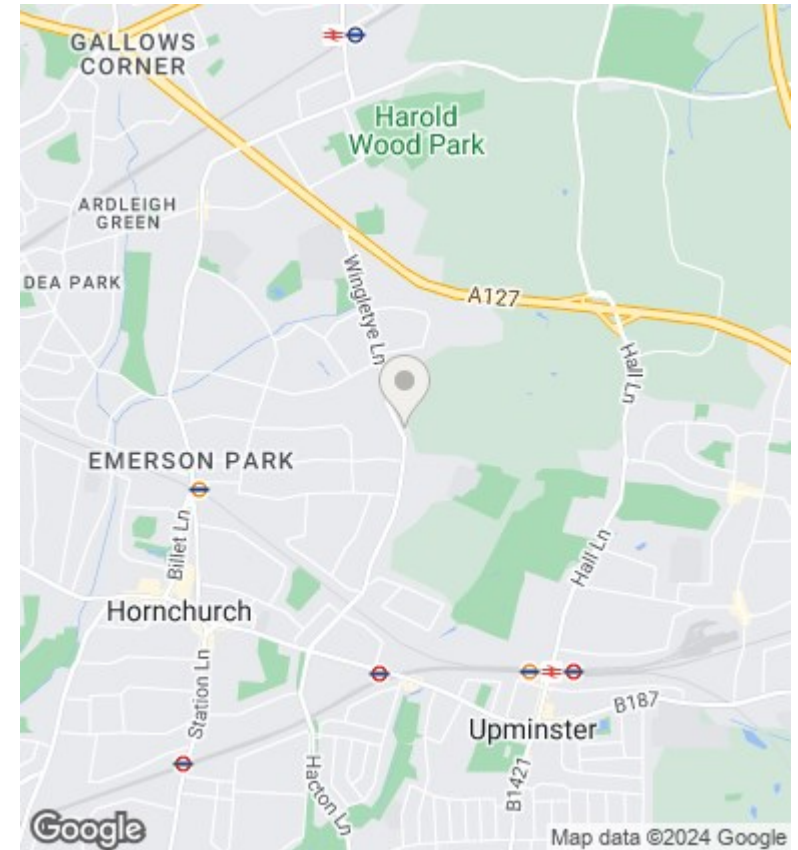 GALLOWS
CORNER
Harold
Wood Park
ARDLEIGH
GREEN
DEA PARK
Wingletye Ln
A127
Hall Ln
EMERSON PARK
Billet Ln
Hall Ln
Hornchurch
Station Ln
B187
Upminster
Hacton Ln
B1421
Google
Map data ©2024 Google